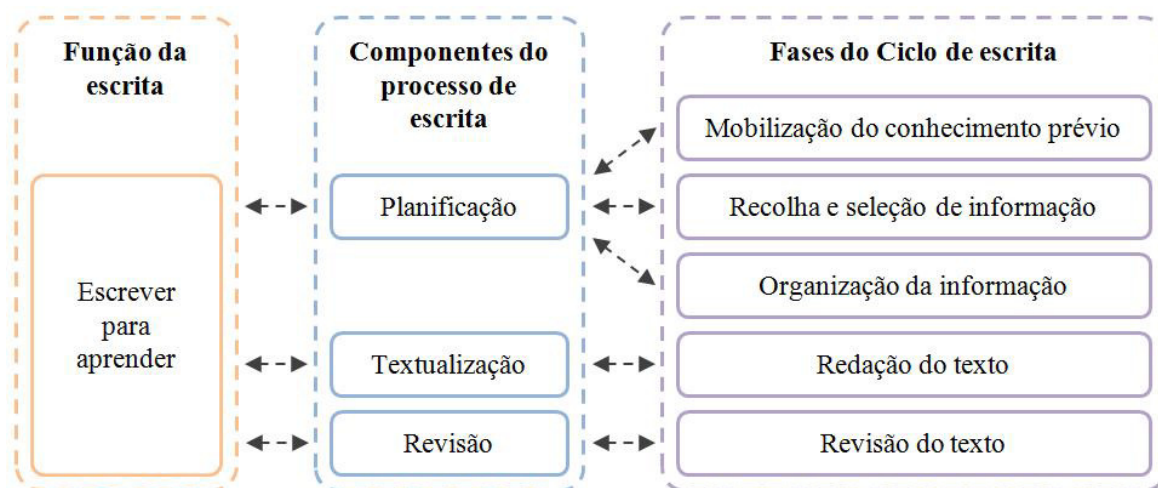 Função da
escrita
Escrever
para
aprender
Componentes do
processo de
escrita
Planificação
Textualização
Revisão
Fases do Ciclo de escrita
Mobilização do conhecimento prévio
Recolha e seleção de informação
Organização da informação
Redação do texto
Revisão do texto